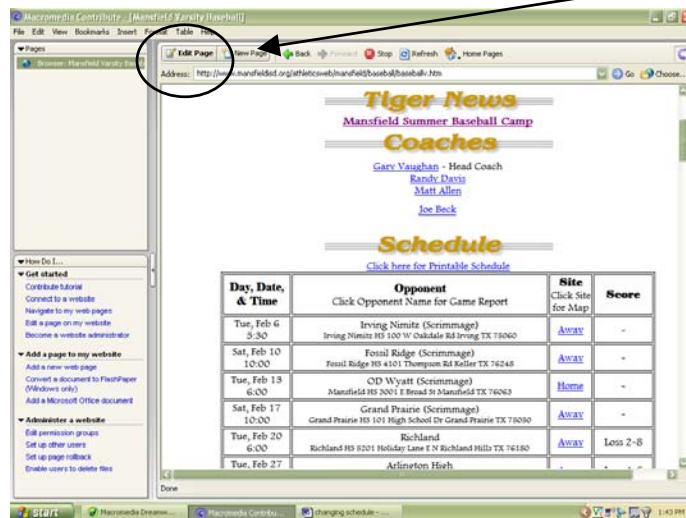 Macromedia Contribute - [Mansfield Varsity Baseball]
File Edit View Bookmarks Insert Format Table Help
Pages
Browser: Mansfield Varsity Baseball
Edit Page New Page Back Forward Stop Refresh Home Pages
Address: http://www.mansfieldisd.org/athleticsweb/mansfield/baseball/baseballv.htm Go Choose...
Tiger News
Mansfield Summer Baseball Camp
Coaches
Gary Vaughan - Head Coach
Randy Davis
Matt Allen
Joe Beck
Schedule
Click here for Printable Schedule
Day, Date, & Time Opponent Click Opponent Name for Game Report Site Click Site for Map Score
Tue, Feb 6 5:30 Irving Nimitz (Scrimmage) Irving Nimitz HS 100 W Oakdale Rd Irving TX 75060 Away -
Sat, Feb 10 10:00 Fossil Ridge (Scrimmage) Fossil Ridge HS 4101 Thompson Rd Keller TX 76248 Away -
Tue, Feb 13 6:00 OD Wyatt (Scrimmage) Mansfield HS 3001 E Broad St Mansfield TX 76063 Home -
Sat, Feb 17 10:00 Grand Prairie (Scrimmage) Grand Prairie HS 101 High School Dr Grand Prairie TX 75050 Away -
Tue, Feb 20 6:00 Richland Richland HS 5201 Holiday Lane E N Richland Hills TX 76180 Away Loss 2-8
Tue, Feb 27 Arlington High
How Do I...
Get started
Contribute tutorial
Connect to a website
Navigate to my web pages
Edit a page on my website
Become a website administrator
Add a page to my website
Add a new web page
Convert a document to FlashPaper
(Windows only)
Add a Microsoft Office document
Administer a website
Edit permission groups
Set up other users
Set up page rollback
Enable users to delete files
Done
start Macromedia Dreamw... Macromedia Contribu... changing schedule - ... 1:43 PM